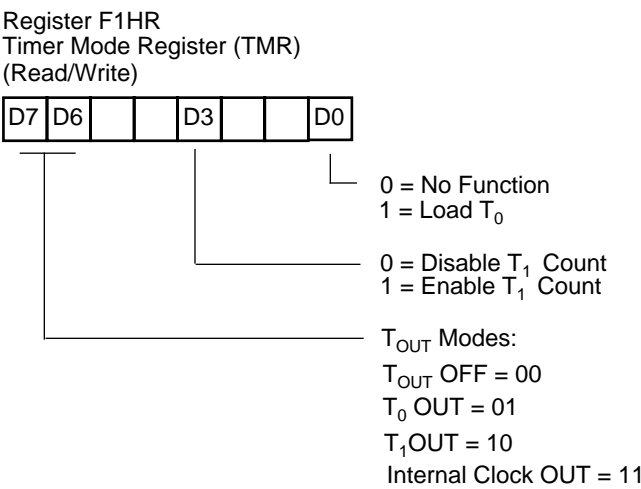 Register F1HR
Timer Mode Register (TMR)
(Read/Write)
D7 D6 D3 D0
0 = No Function
1 = Load T0
0 = Disable T1 Count
1 = Enable T1 Count
TOUT Modes:
TOUT OFF = 00
T0 OUT = 01
T1OUT = 10
Internal Clock OUT = 11